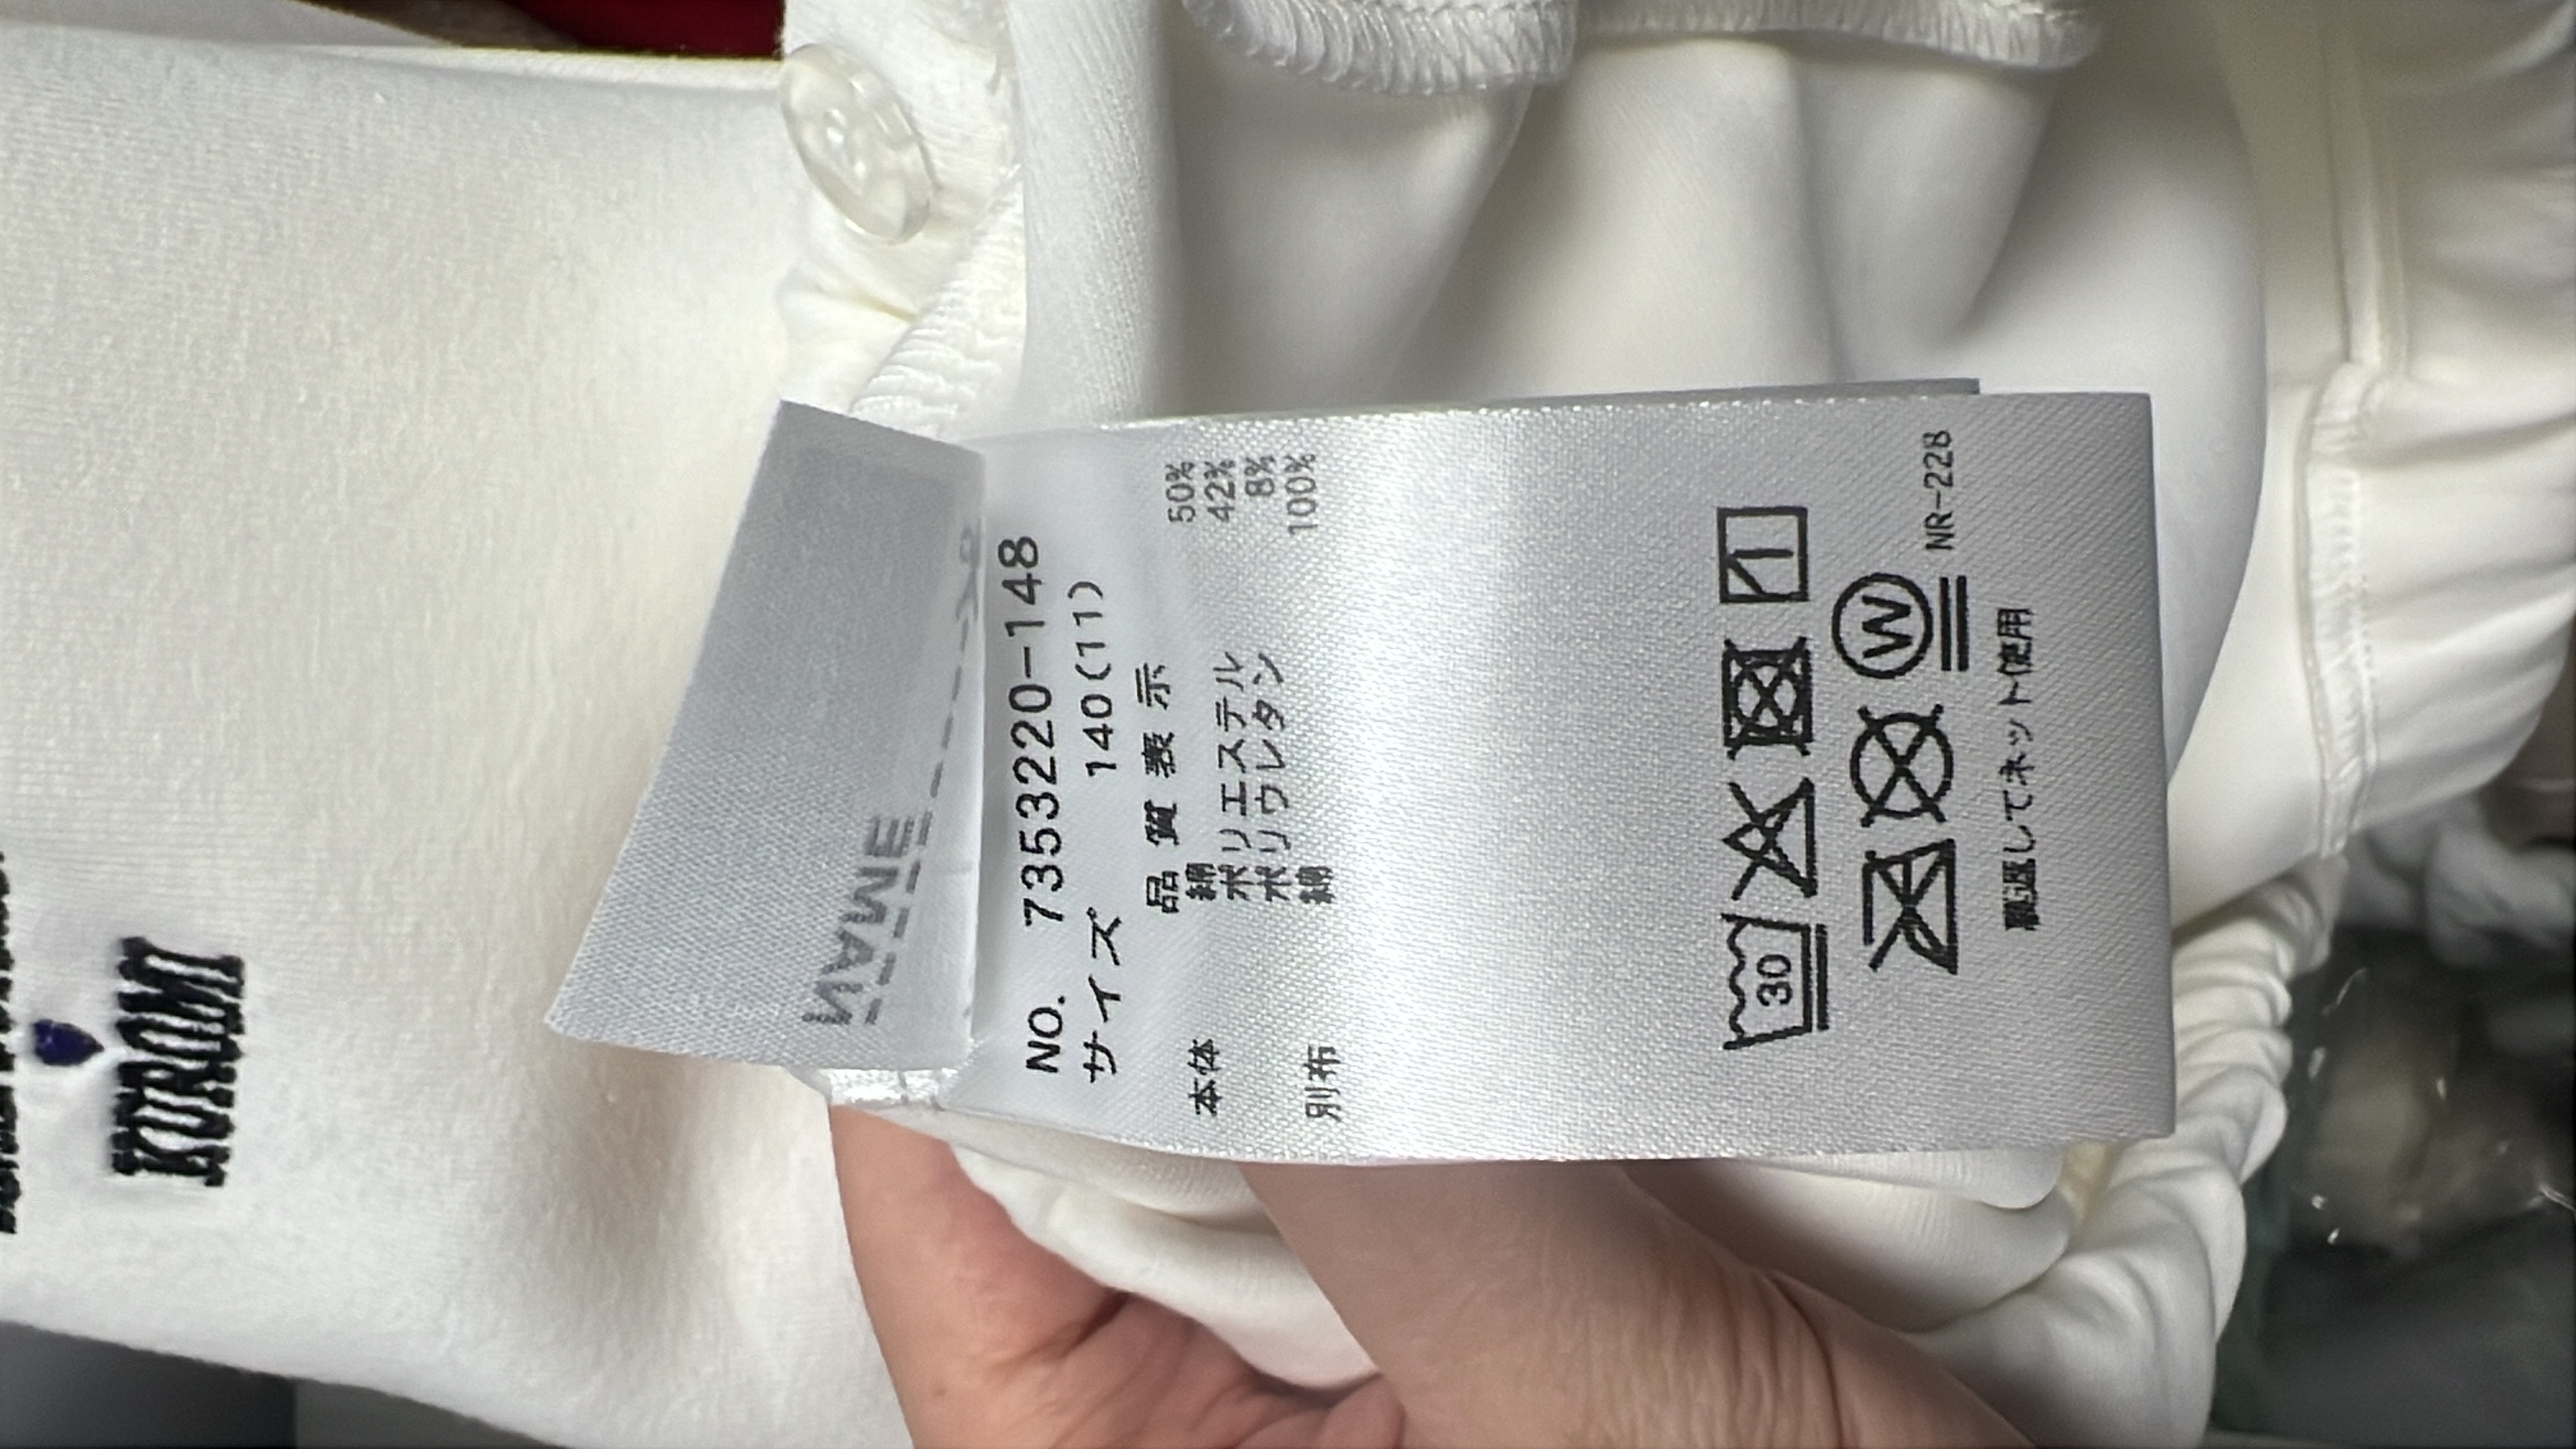 NAME
NO. 7353220-148
サイズ 140(11)
品質表示
本体 綿 50%
ポリエステル 42%
ポリウレタン 8%
別布 綿 100%
30
W
NR-228
裏返してネット使用